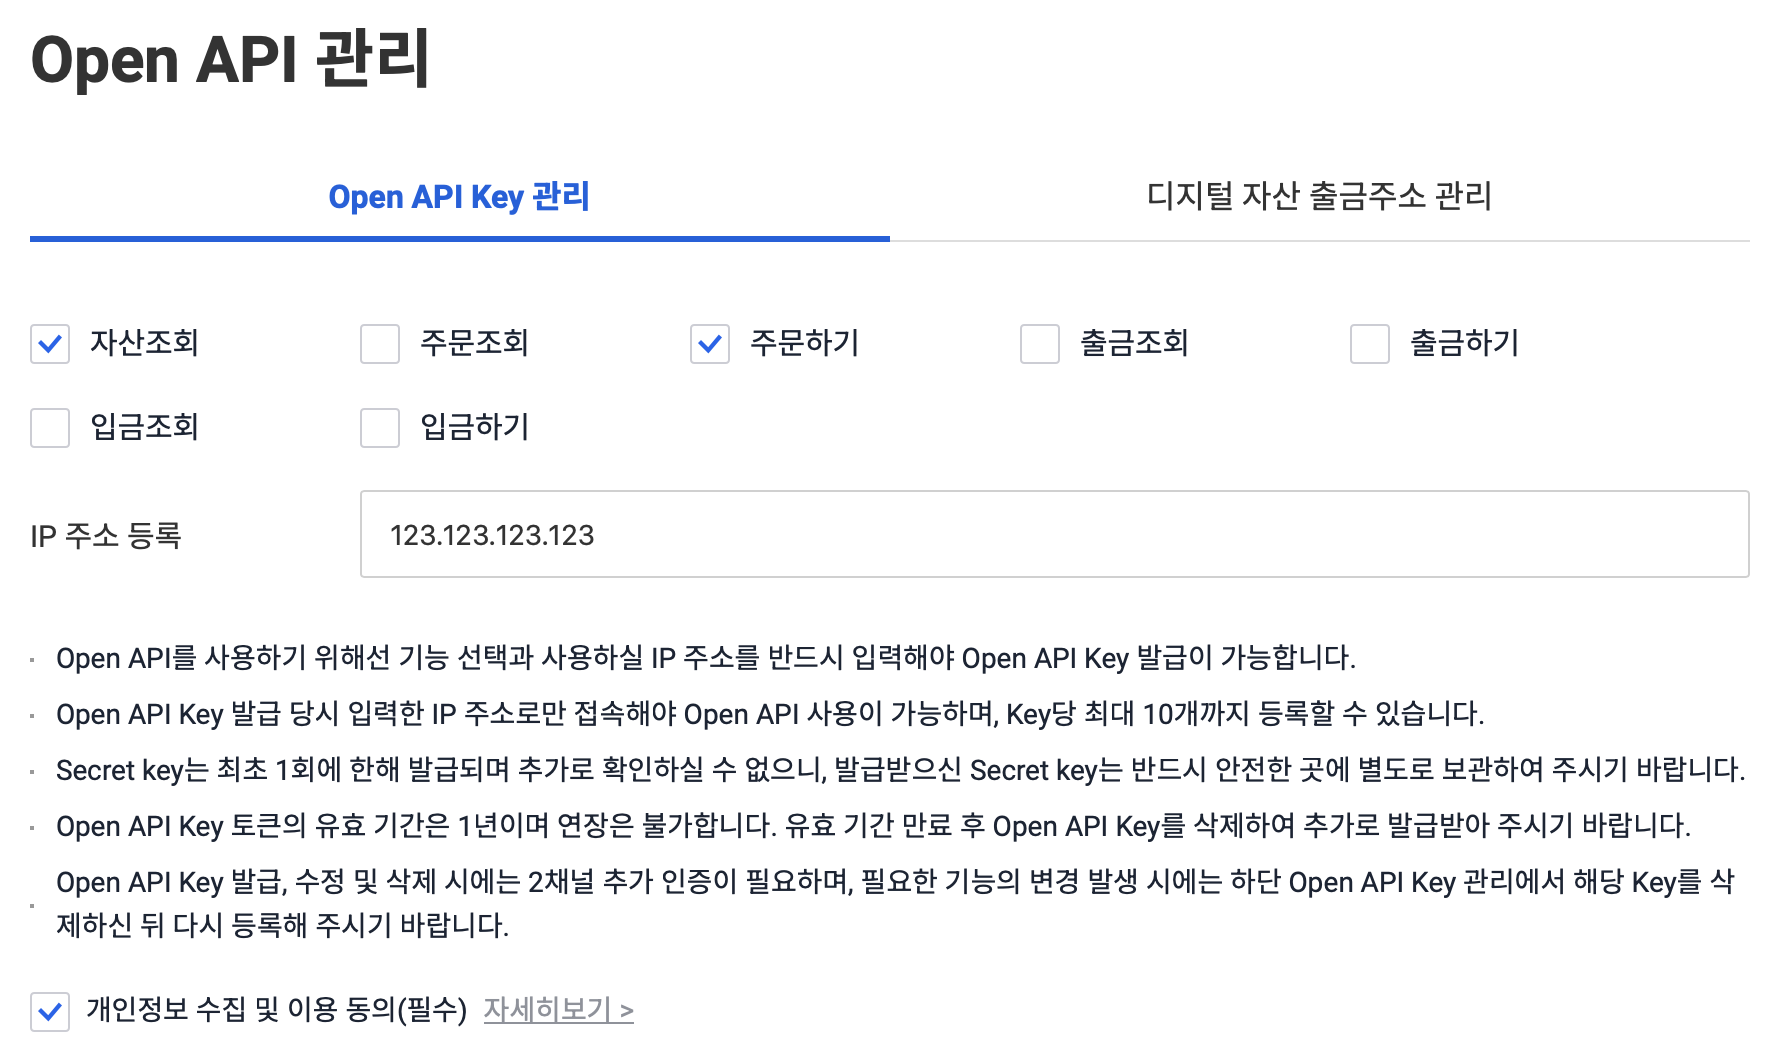 Open API 관리
Open API Key 관리
디지털 자산 출금주소 관리
자산조회
주문조회
주문하기
출금조회
출금하기
입금조회
입금하기
IP 주소 등록
123.123.123.123
· Open API를 사용하기 위해선 기능 선택과 사용하실 IP 주소를 반드시 입력해야 Open API Key 발급이 가능합니다.
· Open API Key 발급 당시 입력한 IP 주소로만 접속해야 Open API 사용이 가능하며, Key당 최대 10개까지 등록할 수 있습니다.
· Secret key는 최초 1회에 한해 발급되며 추가로 확인하실 수 없으니, 발급받으신 Secret key는 반드시 안전한 곳에 별도로 보관하여 주시기 바랍니다.
· Open API Key 토큰의 유효 기간은 1년이며 연장은 불가합니다. 유효 기간 만료 후 Open API Key를 삭제하여 추가로 발급받아 주시기 바랍니다.
· Open API Key 발급, 수정 및 삭제 시에는 2채널 추가 인증이 필요하며, 필요한 기능의 변경 발생 시에는 하단 Open API Key 관리에서 해당 Key를 삭
제하신 뒤 다시 등록해 주시기 바랍니다.
개인정보 수집 및 이용 동의(필수) 자세히보기 >